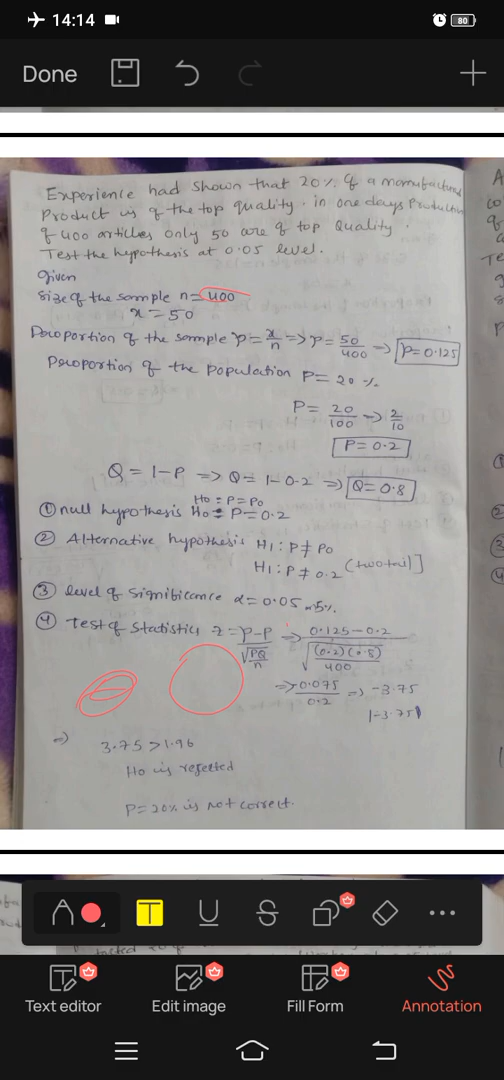 14:14
80
Done
Experience had shown that 20% of a manufactured
Product is of the top quality. in one days Production
of 400 articles only 50 are of top Quality.
Test the hypothesis at 0.05 level.
given
size of the sample n = 400
x = 50
Proportion of the sample p = x/n => p = 50/400 => p = 0.125
Proportion of the population P = 20%
P = 20/100 => 2/10
P = 0.2
Q = 1-P => Q = 1-0.2 => Q = 0.8
H0 : P = P0
① null hypothesis H0 = P = 0.2
② Alternative hypothesis H1 : P ≠ P0
H1 : P ≠ 0.2 (two tail]
③ level of significance α = 0.05 = 5%
④ Test of Statistics z = p-P/√PQ/n => 0.125-0.2/√(0.2)(0.8)/400
=> -0.075/0.2 => -3.75
|-3.75|
=> 3.75 > 1.96
H0 is rejected
P = 20% is not correct.
A
T
Text editor
Edit image
Fill Form
Annotation